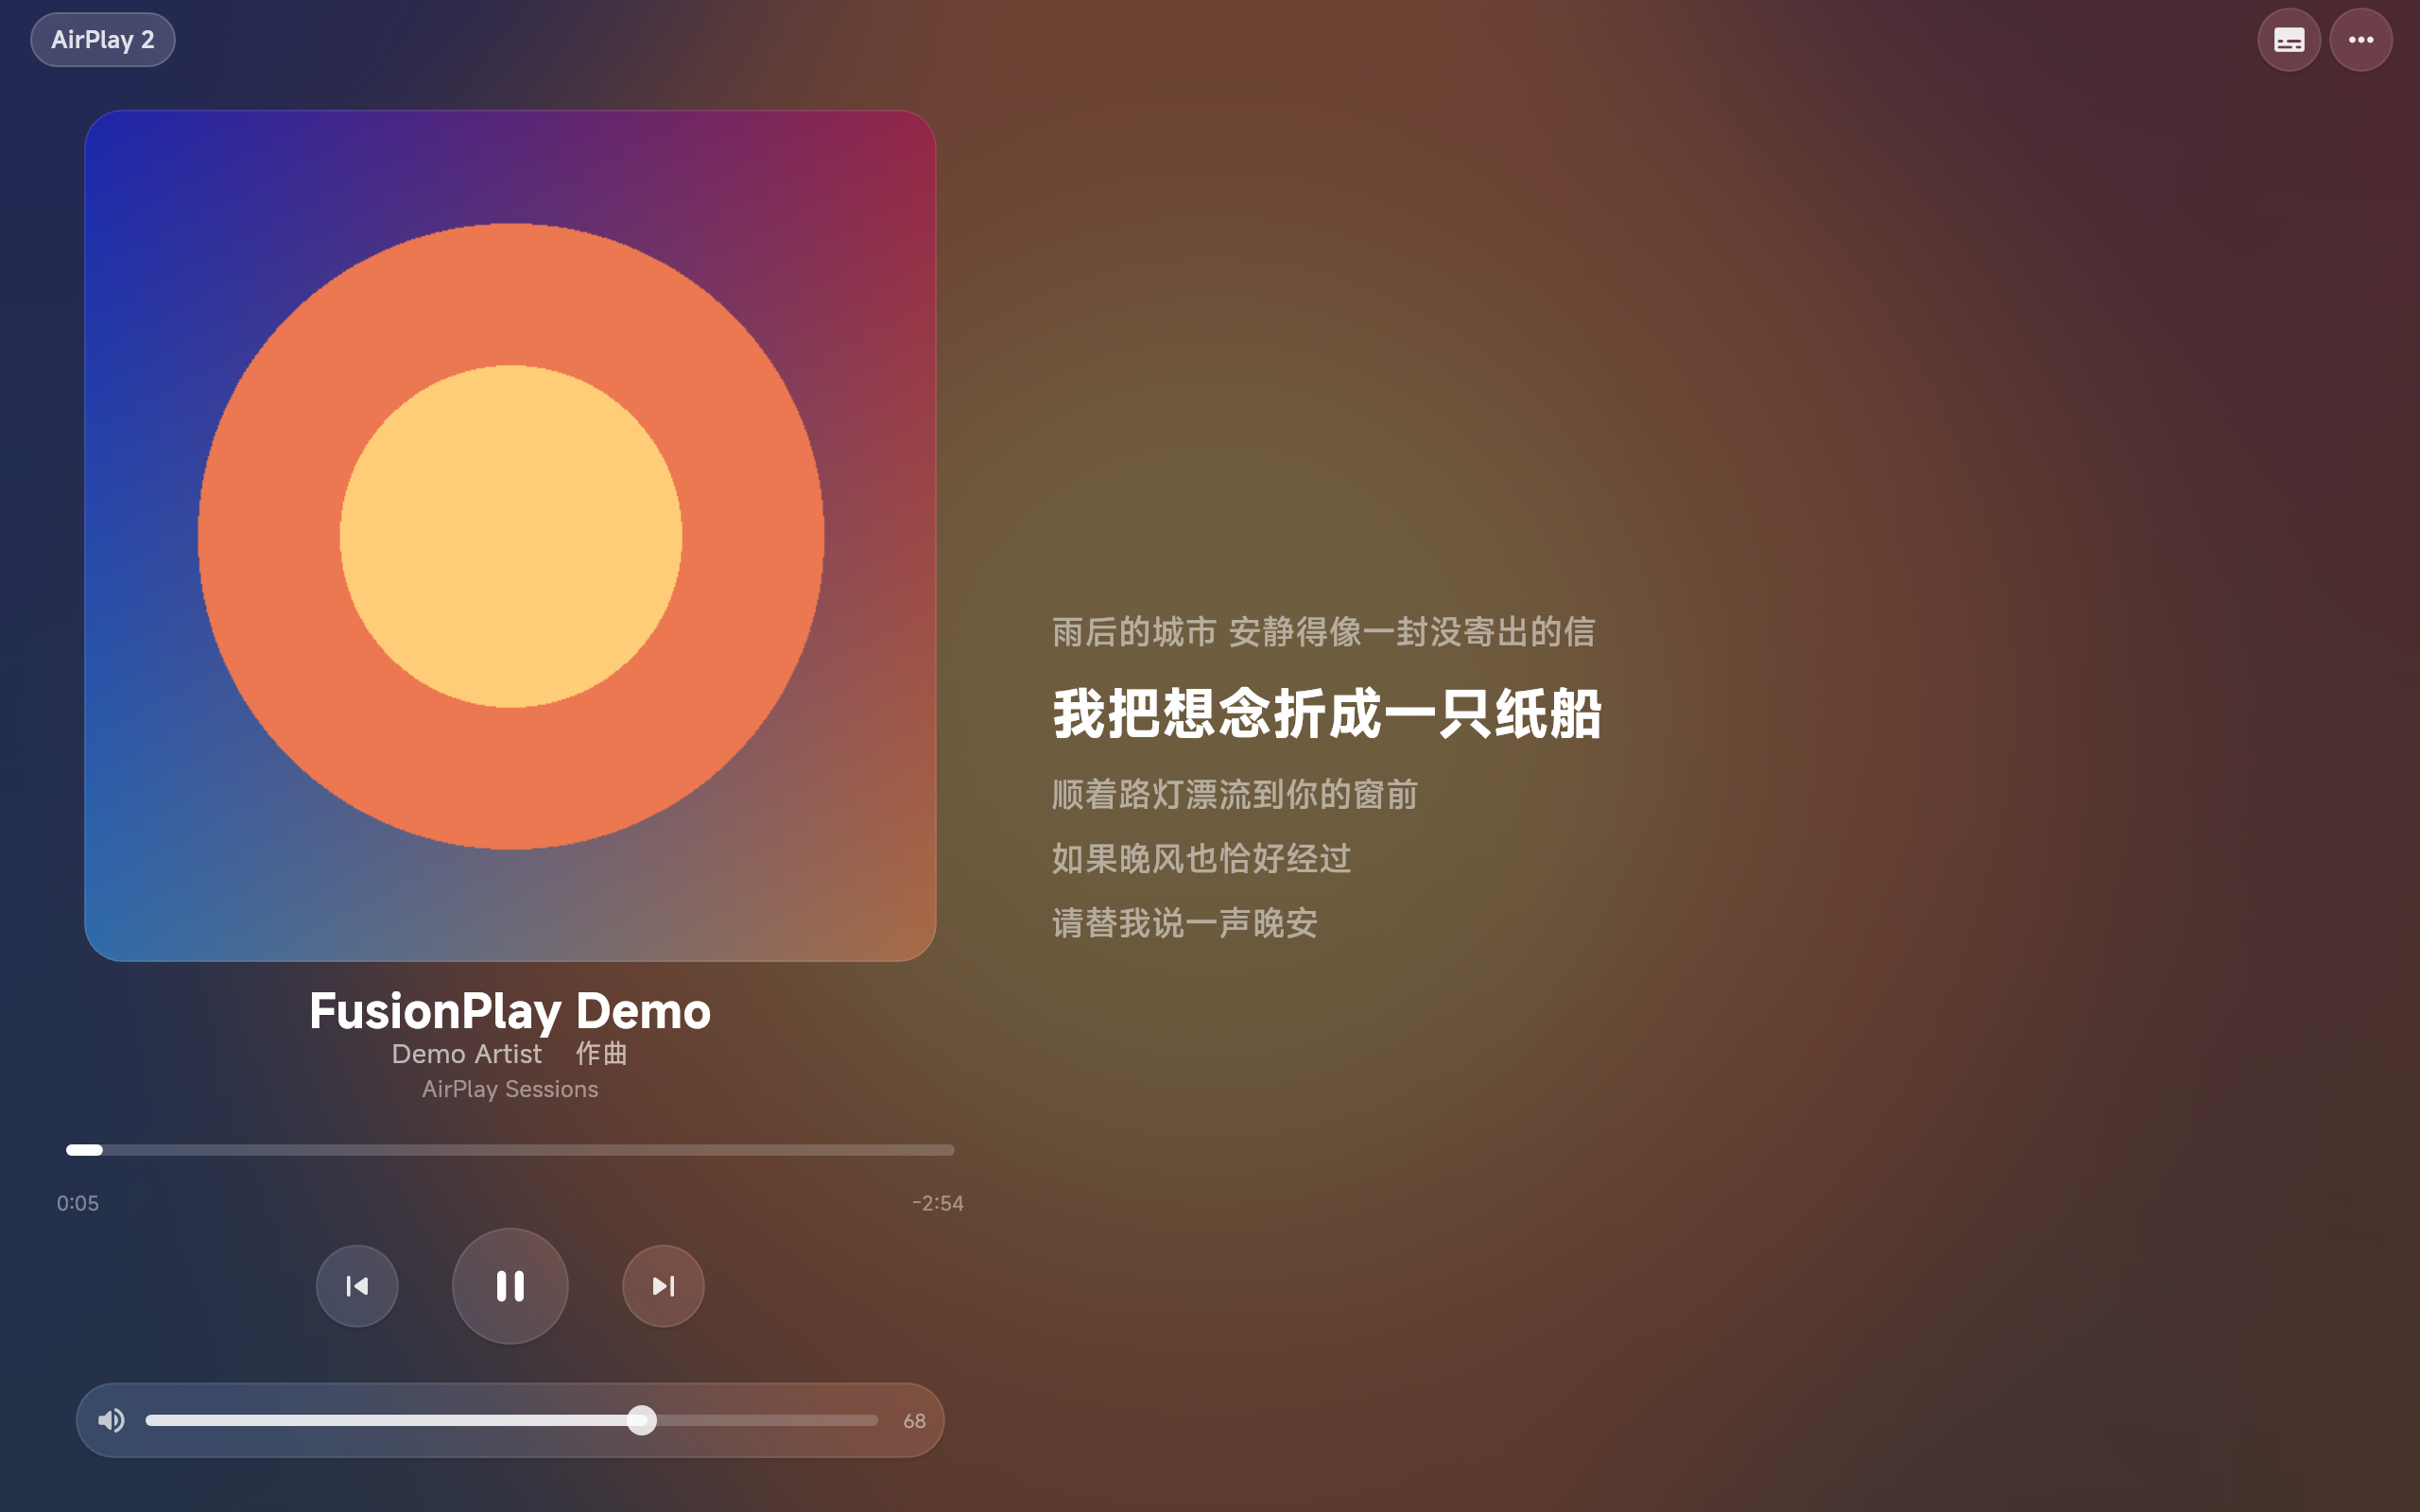 AirPlay 2
FusionPlay Demo
Demo Artist 作曲
AirPlay Sessions
0:05
-2:54
68
雨后的城市 安静得像一封没寄出的信
我把想念折成一只纸船
顺着路灯漂流到你的窗前
如果晚风也恰好经过
请替我说一声晚安